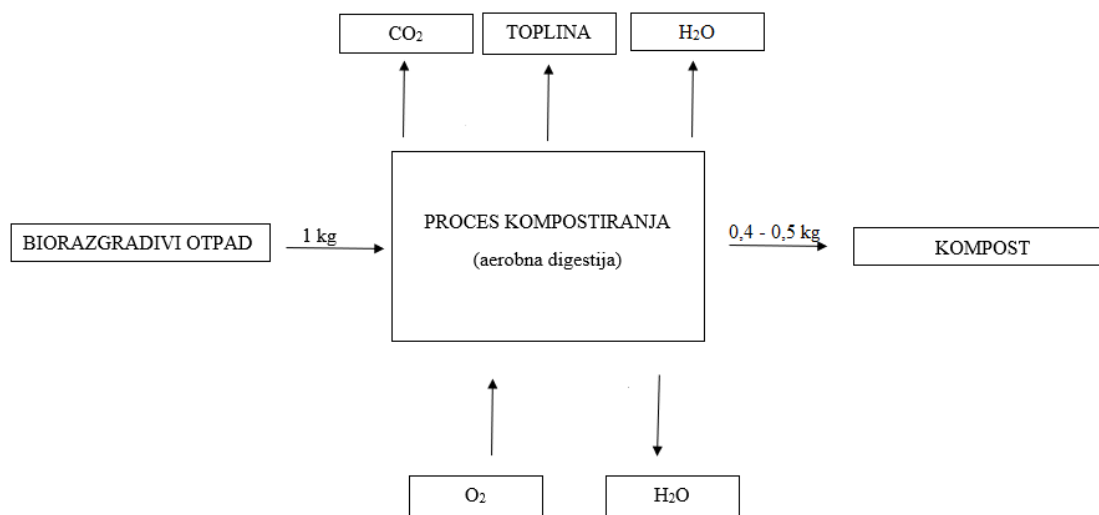 CO₂
TOPLINA
H₂O
BIORAZGRADIVI OTPAD
1 kg
PROCES KOMPOSTIRANJA
(aerobna digestija)
0,4 - 0,5 kg
KOMPOST
O₂
H₂O